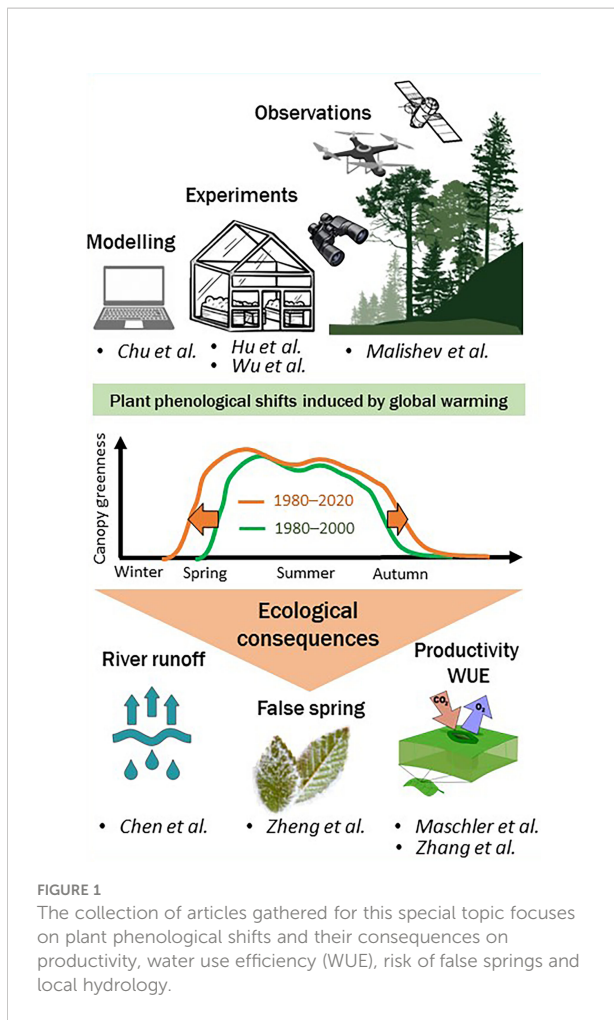 Observations
Experiments
Modelling
• Chu et al.
• Hu et al.
• Wu et al.
• Malishev et al.
Plant phenological shifts induced by global warming
Canopy greenness
1980–2020
1980–2000
Winter Spring Summer Autumn
Ecological
consequences
River runoff
False spring
Productivity
WUE
CO₂
O₂
• Chen et al.
• Zheng et al.
• Maschler et al.
• Zhang et al.
FIGURE 1
The collection of articles gathered for this special topic focuses
on plant phenological shifts and their consequences on
productivity, water use efficiency (WUE), risk of false springs and
local hydrology.